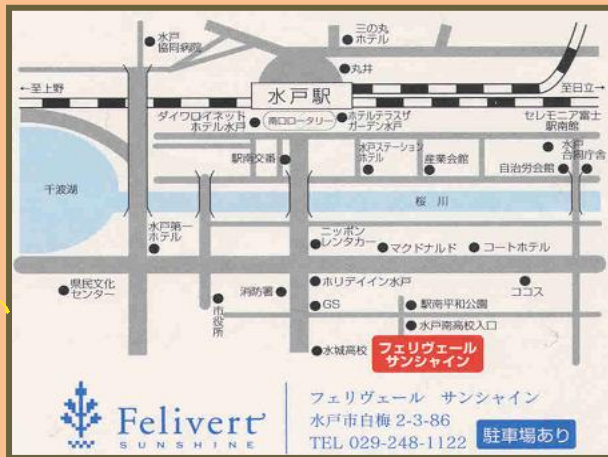 水戸
協同病院
三の丸
ホテル
丸井
←至上野
至日立→
水戸駅
ダイワロイネット
ホテル水戸
南口ロータリー
ホテルテラスザ
ガーデン水戸
セレモニア富士
駅南館
駅南交番
水戸ステーション
ホテル
産業会館
水戸
合同庁舎
自治労会館
千波湖
桜川
水戸第一
ホテル
ニッポン
レンタカー
マクドナルド
コートホテル
県民文化
センター
消防署
ホリデイイン水戸
ココス
市役所
GS
駅南平和公園
水戸南高校入口
水城高校
フェリヴェール
サンシャイン
Felivert
SUNSHINE
フェリヴェール サンシャイン
水戸市白梅 2-3-86
TEL 029-248-1122
駐車場あり